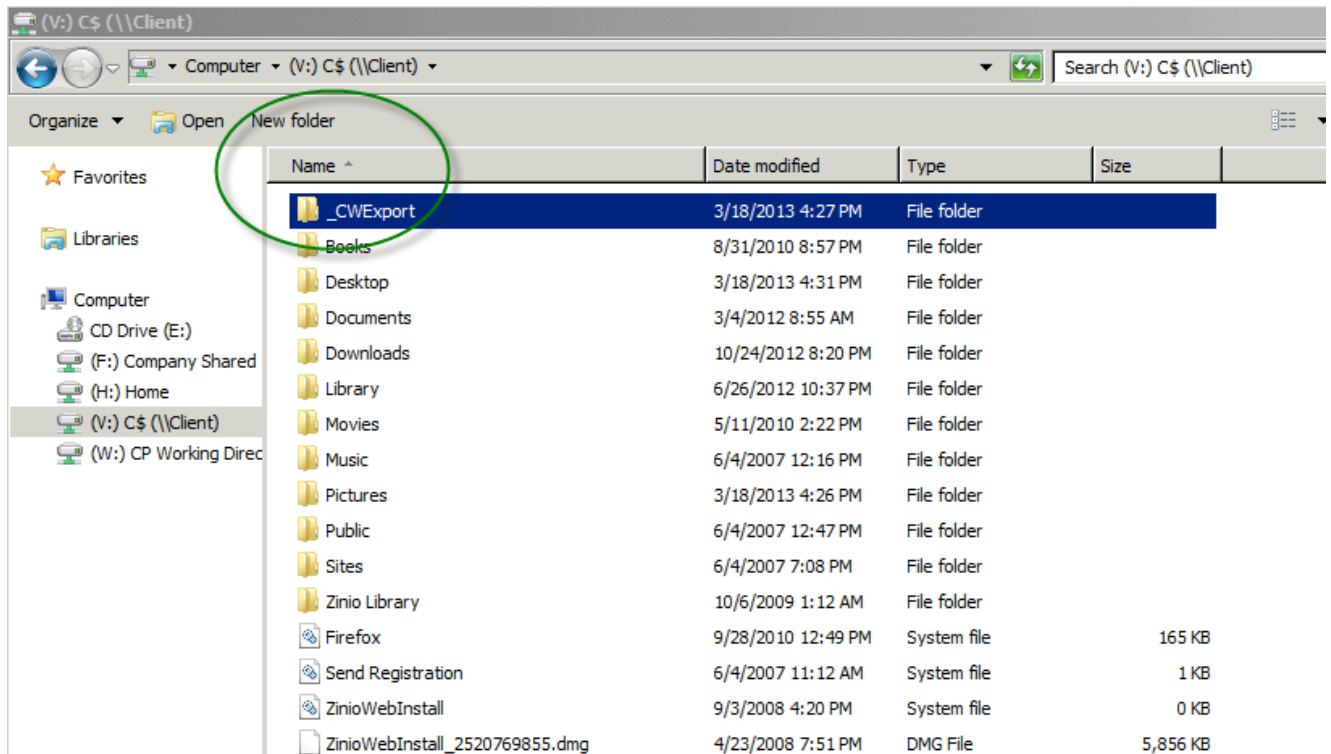 (V:) C$ (\\Client)
Computer (V:) C$ (\\Client) Search (V:) C$ (\\Client)
Organize Open New folder
Favorites
Libraries
Computer
CD Drive (E:)
(F:) Company Shared
(H:) Home
(V:) C$ (\\Client)
(W:) CP Working Direc
Name Date modified Type Size
_CWExport 3/18/2013 4:27 PM File folder
Books 8/31/2010 8:57 PM File folder
Desktop 3/18/2013 4:31 PM File folder
Documents 3/4/2012 8:55 AM File folder
Downloads 10/24/2012 8:20 PM File folder
Library 6/26/2012 10:37 PM File folder
Movies 5/11/2010 2:22 PM File folder
Music 6/4/2007 12:16 PM File folder
Pictures 3/18/2013 4:26 PM File folder
Public 6/4/2007 12:47 PM File folder
Sites 6/4/2007 7:08 PM File folder
Zinio Library 10/6/2009 1:12 AM File folder
Firefox 9/28/2010 12:49 PM System file 165 KB
Send Registration 6/4/2007 11:12 AM System file 1 KB
ZinioWebInstall 9/3/2008 4:20 PM System file 0 KB
ZinioWebInstall_2520769855.dmg 4/23/2008 7:51 PM DMG File 5,856 KB